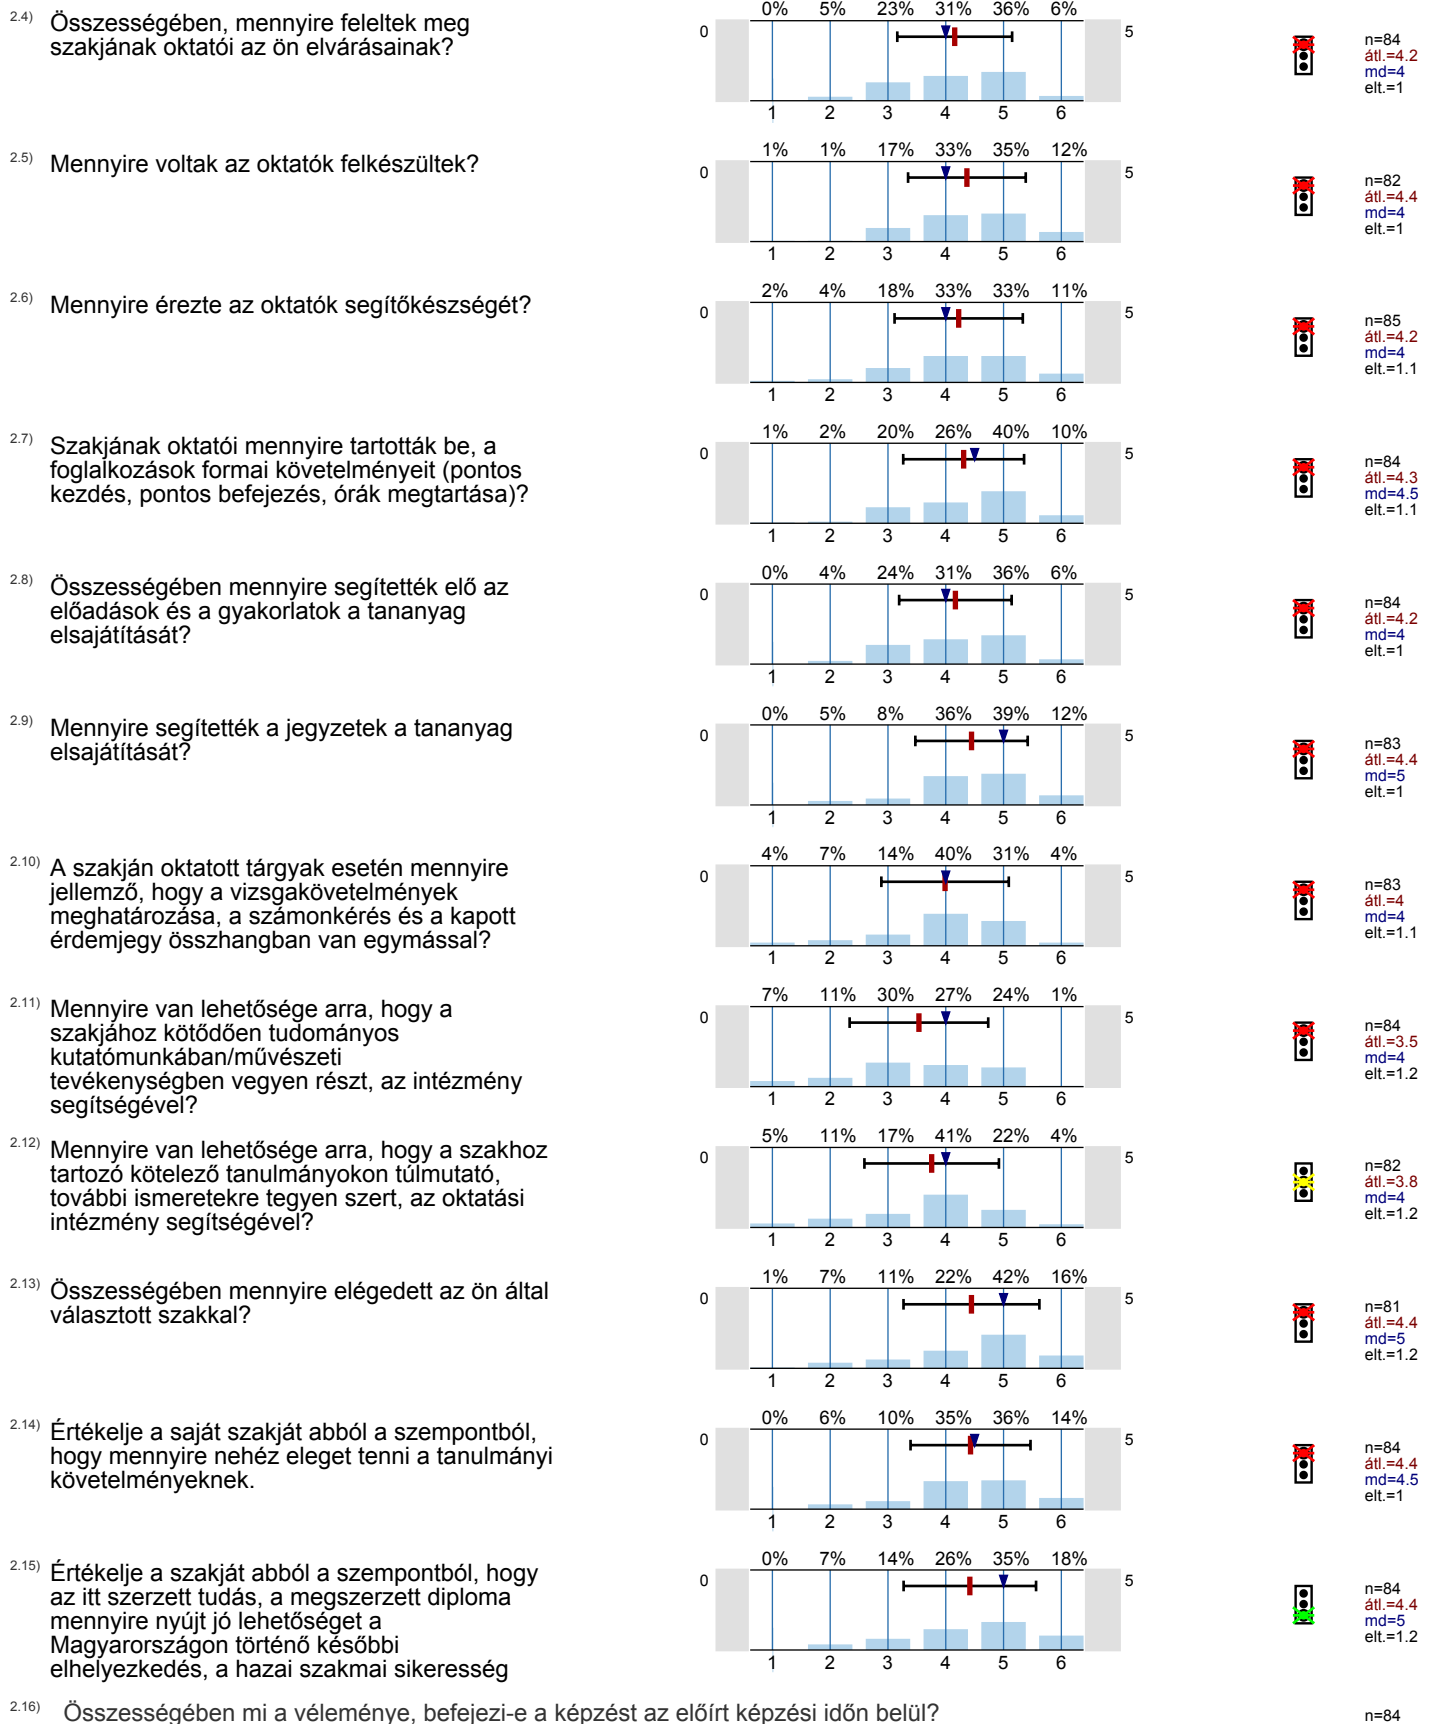 2.4) Összességében, mennyire feleltek meg
szakjának oktatói az ön elvárásainak?
0% 5% 23% 31% 36% 6%
0 5
1 2 3 4 5 6
n=84
átl.=4.2
md=4
elt.=1
2.5) Mennyire voltak az oktatók felkészültek?
1% 1% 17% 33% 35% 12%
0 5
1 2 3 4 5 6
n=82
átl.=4.4
md=4
elt.=1
2.6) Mennyire érezte az oktatók segítőkészségét?
2% 4% 18% 33% 33% 11%
0 5
1 2 3 4 5 6
n=85
átl.=4.2
md=4
elt.=1.1
2.7) Szakjának oktatói mennyire tartották be, a
foglalkozások formai követelményeit (pontos
kezdés, pontos befejezés, órák megtartása)?
1% 2% 20% 26% 40% 10%
0 5
1 2 3 4 5 6
n=84
átl.=4.3
md=4.5
elt.=1.1
2.8) Összességében mennyire segítették elő az
előadások és a gyakorlatok a tananyag
elsajátítását?
0% 4% 24% 31% 36% 6%
0 5
1 2 3 4 5 6
n=84
átl.=4.2
md=4
elt.=1
2.9) Mennyire segítették a jegyzetek a tananyag
elsajátítását?
0% 5% 8% 36% 39% 12%
0 5
1 2 3 4 5 6
n=83
átl.=4.4
md=5
elt.=1
2.10) A szakján oktatott tárgyak esetén mennyire
jellemző, hogy a vizsgakövetelmények
meghatározása, a számonkérés és a kapott
érdemjegy összhangban van egymással?
4% 7% 14% 40% 31% 4%
0 5
1 2 3 4 5 6
n=83
átl.=4
md=4
elt.=1.1
2.11) Mennyire van lehetősége arra, hogy a
szakjához kötődően tudományos
kutatómunkában/művészeti
tevékenységben vegyen részt, az intézmény
segítségével?
7% 11% 30% 27% 24% 1%
0 5
1 2 3 4 5 6
n=84
átl.=3.5
md=4
elt.=1.2
2.12) Mennyire van lehetősége arra, hogy a szakhoz
tartozó kötelező tanulmányokon túlmutató,
további ismeretekre tegyen szert, az oktatási
intézmény segítségével?
5% 11% 17% 41% 22% 4%
0 5
1 2 3 4 5 6
n=82
átl.=3.8
md=4
elt.=1.2
2.13) Összességében mennyire elégedett az ön által
választott szakkal?
1% 7% 11% 22% 42% 16%
0 5
1 2 3 4 5 6
n=81
átl.=4.4
md=5
elt.=1.2
2.14) Értékelje a saját szakját abból a szempontból,
hogy mennyire nehéz eleget tenni a tanulmányi
követelményeknek.
0% 6% 10% 35% 36% 14%
0 5
1 2 3 4 5 6
n=84
átl.=4.4
md=4.5
elt.=1
2.15) Értékelje a szakját abból a szempontból, hogy
az itt szerzett tudás, a megszerzett diploma
mennyire nyújt jó lehetőséget a
Magyarországon történő későbbi
elhelyezkedés, a hazai szakmai sikeresség
0% 7% 14% 26% 35% 18%
0 5
1 2 3 4 5 6
n=84
átl.=4.4
md=5
elt.=1.2
2.16) Összességében mi a véleménye, befejezi-e a képzést az előírt képzési időn belül?
n=84